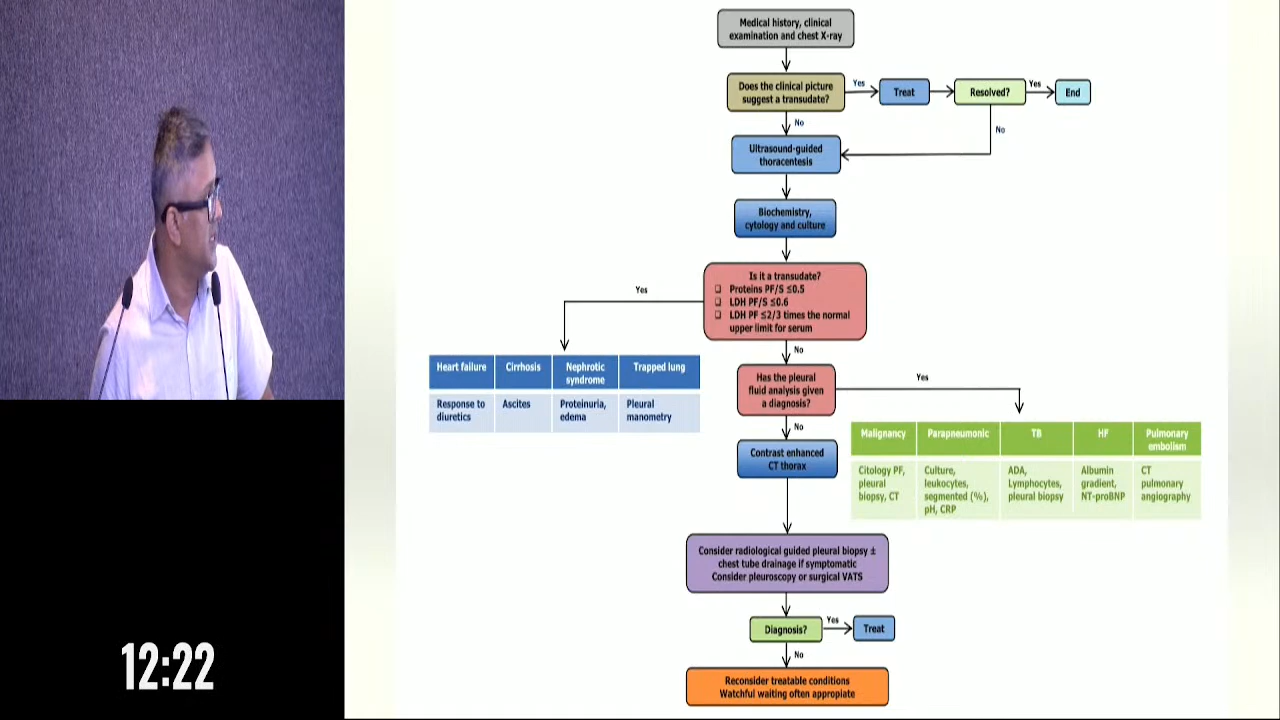 Medical history, clinical
examination and chest X-ray
Does the clinical picture
suggest a transudate?
Yes
Treat
Resolved?
Yes
End
No
No
Ultrasound-guided
thoracentesis
Biochemistry,
cytology and culture
Is it a transudate?
Proteins PF/S ≤0.5
LDH PF/S ≤0.6
LDH PF ≤2/3 times the normal
upper limit for serum
Yes
No
Heart failure
Cirrhosis
Nephrotic
syndrome
Trapped lung
Response to
diuretics
Ascites
Proteinuria,
edema
Pleural
manometry
Has the pleural
fluid analysis given
a diagnosis?
Yes
No
Malignancy
Parapneumonic
TB
HF
Pulmonary
embolism
Citology PF,
pleural
biopsy, CT
Culture,
leukocytes,
segmented (%),
pH, CRP
ADA,
Lymphocytes,
pleural biopsy
Albumin
gradient,
NT-proBNP
CT
pulmonary
angiography
Contrast enhanced
CT thorax
Consider radiological guided pleural biopsy ±
chest tube drainage if symptomatic
Consider pleuroscopy or surgical VATS
Diagnosis?
Yes
Treat
No
Reconsider treatable conditions
Watchful waiting often appropiate
12:22